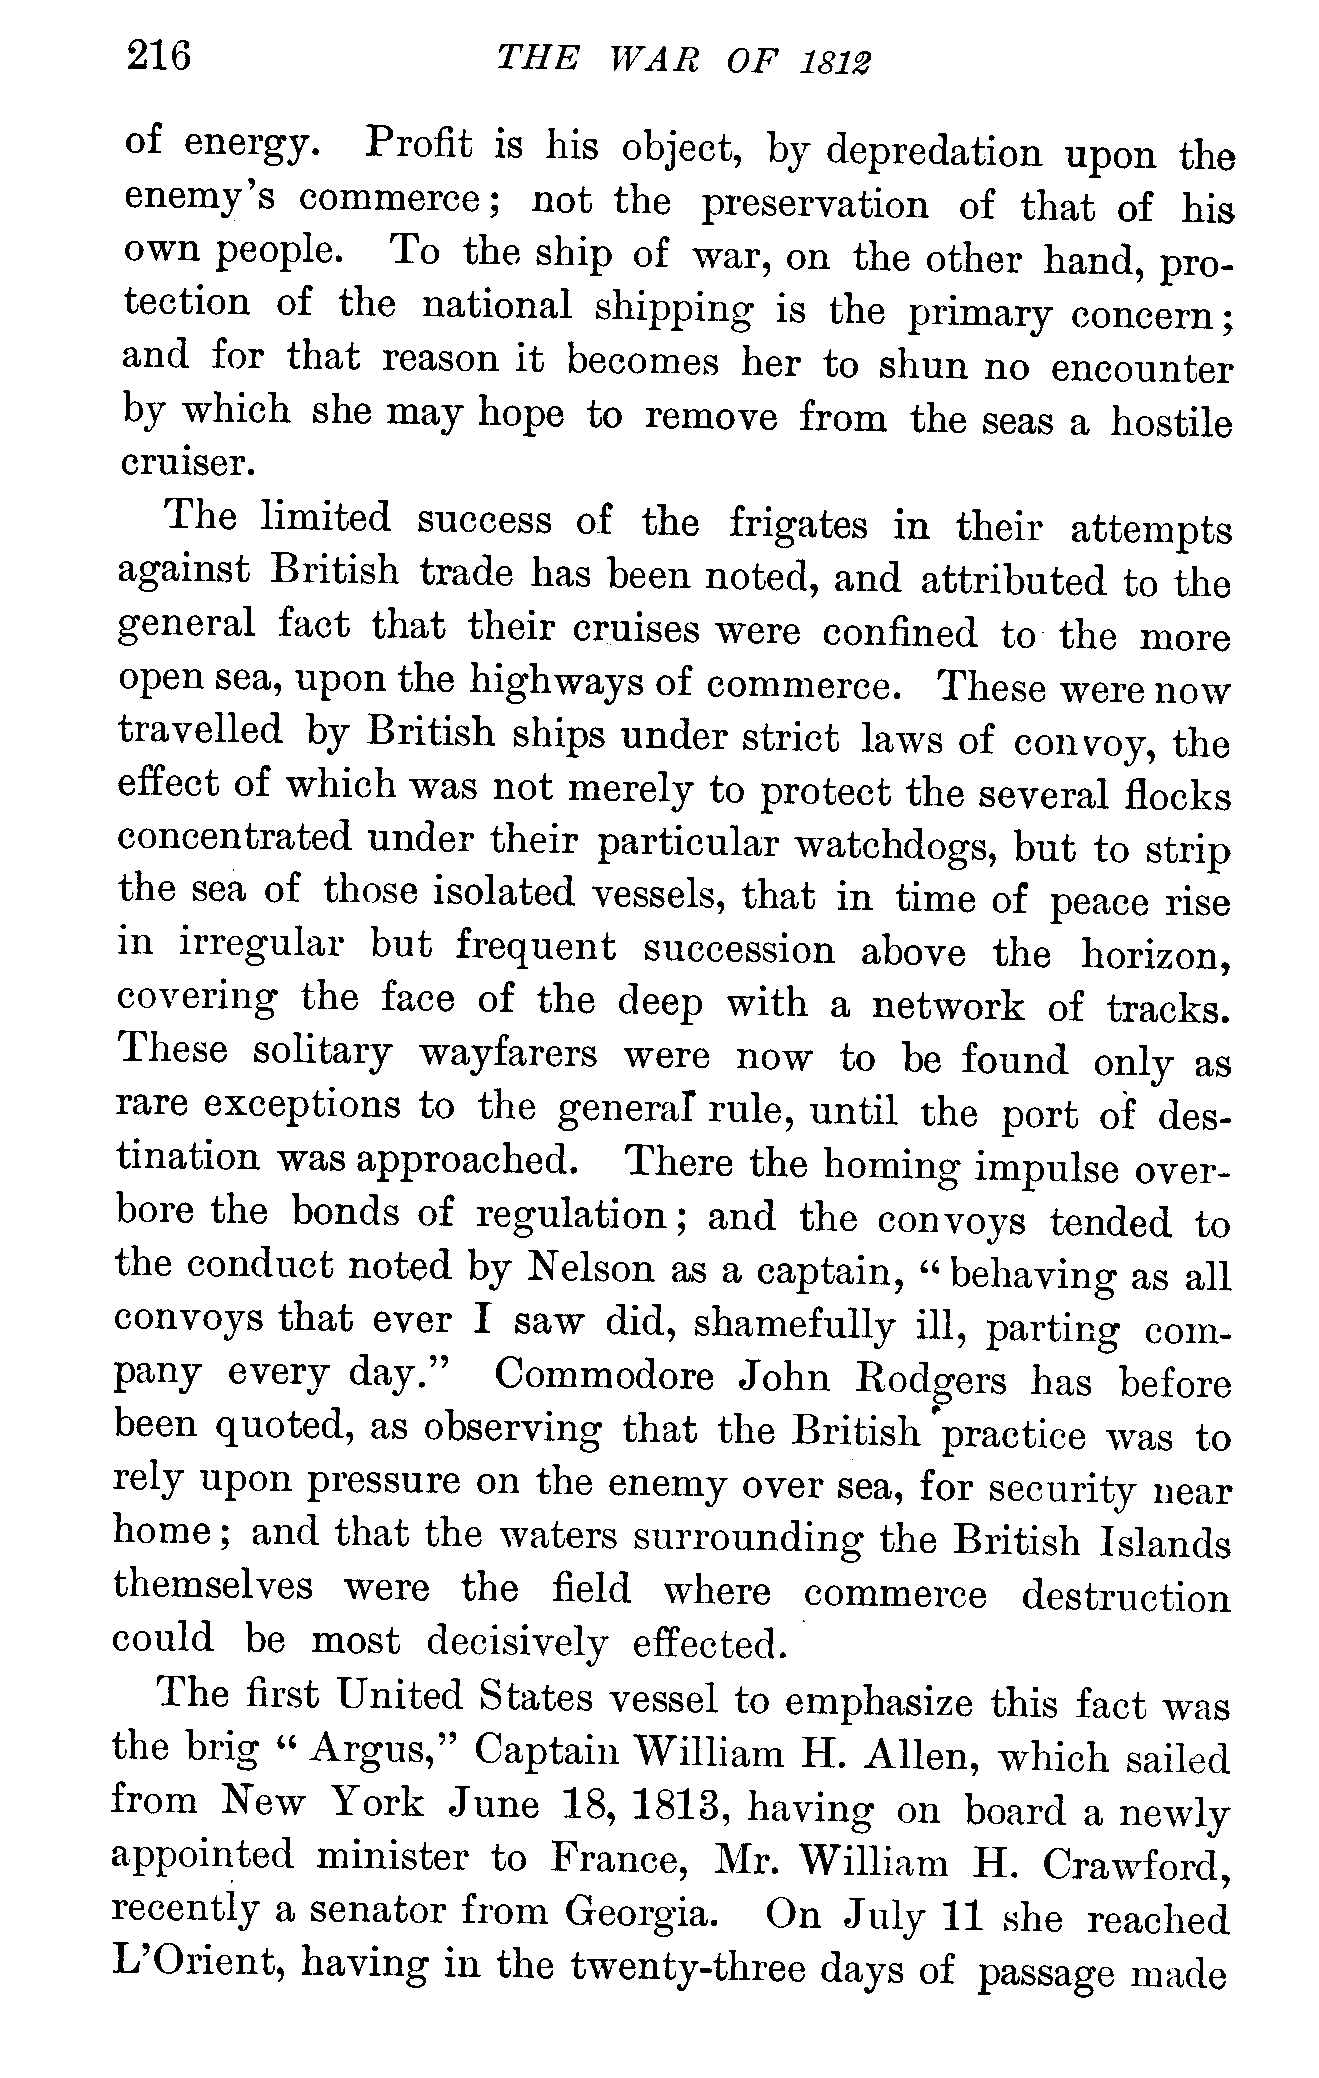 216 THE WAR OF 1812
of energy. Profit is his object, by depredation upon the
enemy's commerce; not the preservation of that of his
own people. To the ship of war, on the other hand, pro-
tection of the national shipping is the primary concern;
and for that reason it becomes her to shun no encounter
by which she may hope to remove from the seas a hostile
cruiser.
The limited success of the frigates in their attempts
against British trade has been noted, and attributed to the
general fact that their cruises were confined to the more
open sea, upon the highways of commerce. These were now
travelled by British ships under strict laws of convoy, the
effect of which was not merely to protect the several flocks
concentrated under their particular watchdogs, but to strip
the sea of those isolated vessels, that in time of peace rise
in irregular but frequent succession above the horizon,
covering the face of the deep with a network of tracks.
These solitary wayfarers were now to be found only as
rare exceptions to the general rule, until the port of des-
tination was approached. There the homing impulse over-
bore the bonds of regulation; and the convoys tended to
the conduct noted by Nelson as a captain, "behaving as all
convoys that ever I saw did, shamefully ill, parting com-
pany every day." Commodore John Rodgers has before
been quoted, as observing that the British practice was to
rely upon pressure on the enemy over sea, for security near
home; and that the waters surrounding the British Islands
themselves were the field where commerce destruction
could be most decisively effected.
The first United States vessel to emphasize this fact was
the brig "Argus," Captain William H. Allen, which sailed
from New York June 18, 1813, having on board a newly
appointed minister to France, Mr. William H. Crawford,
recently a senator from Georgia. On July 11 she reached
L'Orient, having in the twenty-three days of passage made